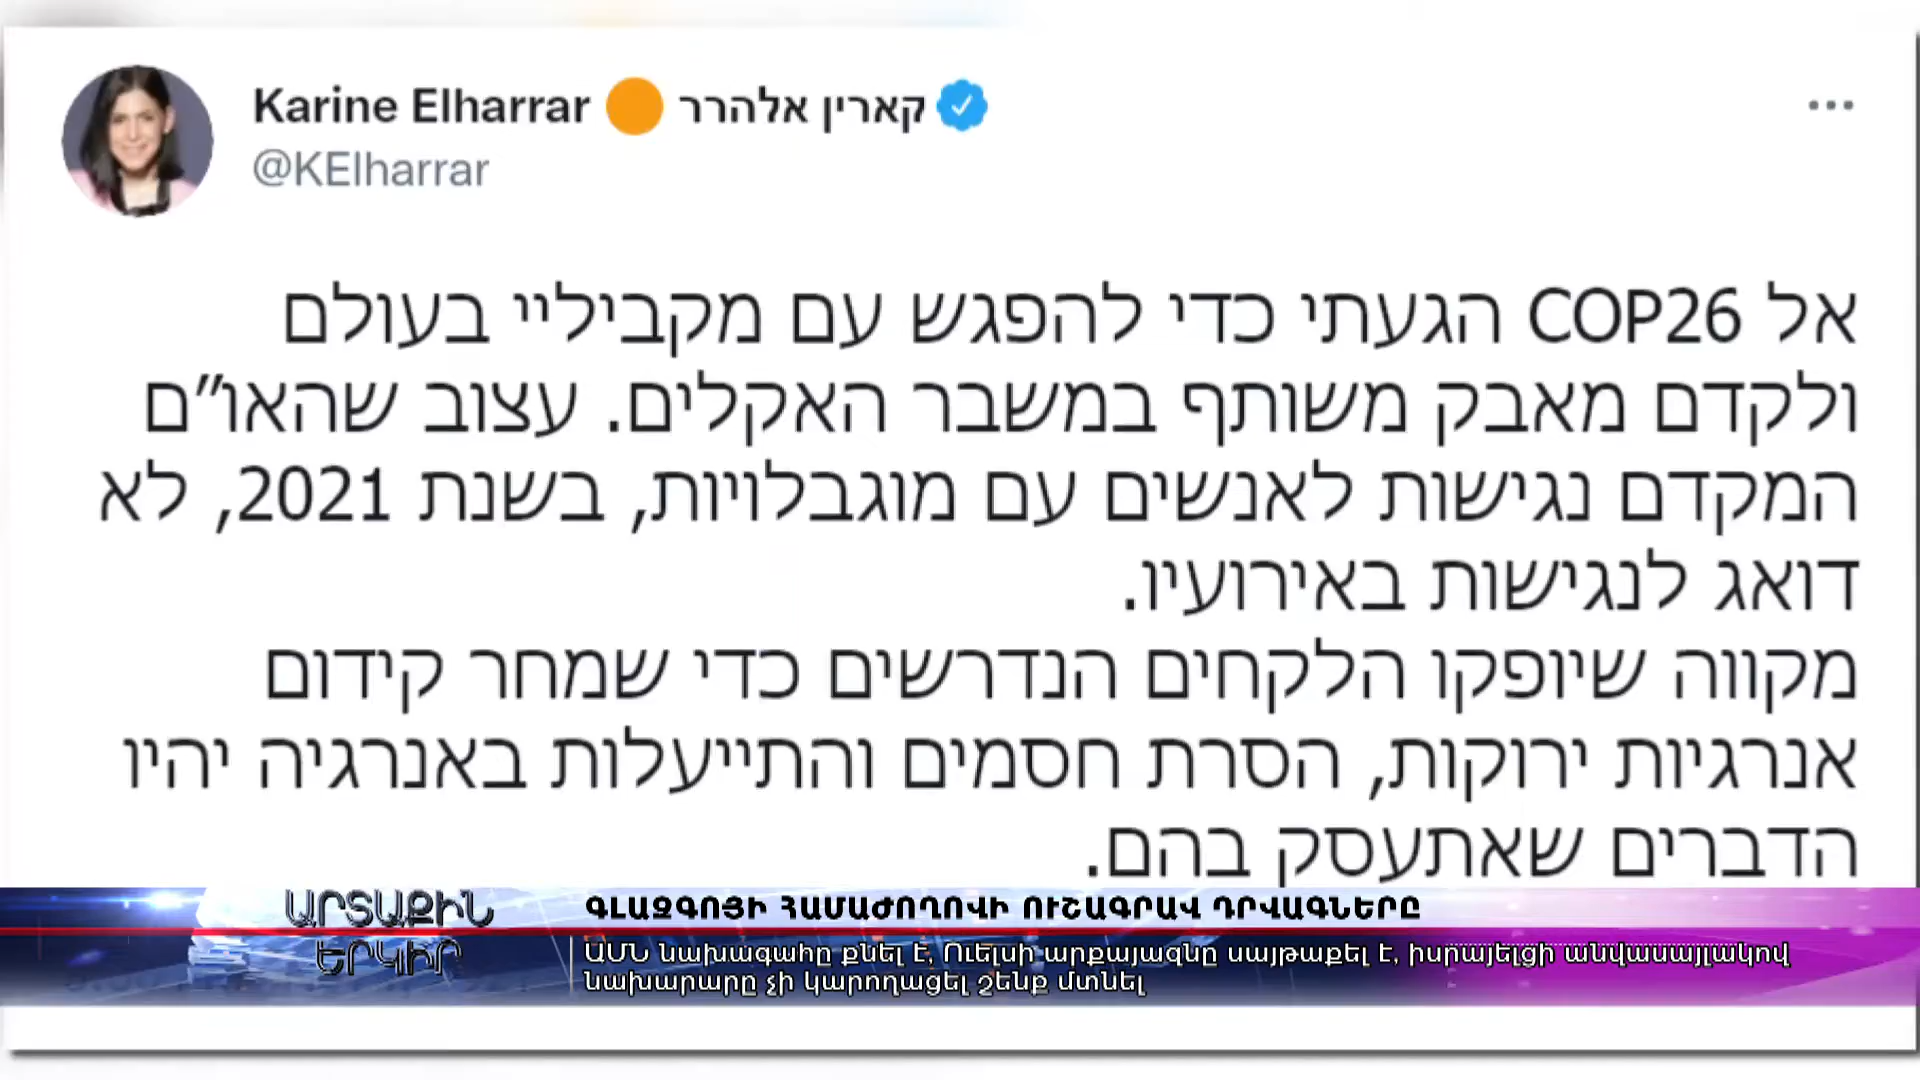 Karine Elharrar 🟠 קארין אלהרר
@KElharrar
אל COP26 הגעתי כדי להפגש עם מקביליי בעולם
ולקדם מאבק משותף במשבר האקלים. עצוב שהאו״ם
המקדם נגישות לאנשים עם מוגבלויות, בשנת 2021, לא
דואג לנגישות באירועיו.
מקווה שיופקו הלקחים הנדרשים כדי שמחר קידום
אנרגיות ירוקות, הסרת חסמים והתייעלות באנרגיה יהיו
הדברים שאתעסק בהם.
ԱՐՏԱՔԻՆ
ԵՐԿԻՐ
ԳԼԱԶԳՈՅԻ ՀԱՄԱԺՈՂՈՎԻ ՈՒՇԱԳՐԱՎ ԴՐՎԱԳՆԵՐԸ
ԱՄՆ նախագահը քնել է, Ուելսի արքայազնը սայթաքել է, իսրայելցի անվասայլակով
նախարարը չի կարողացել շենք մտնել